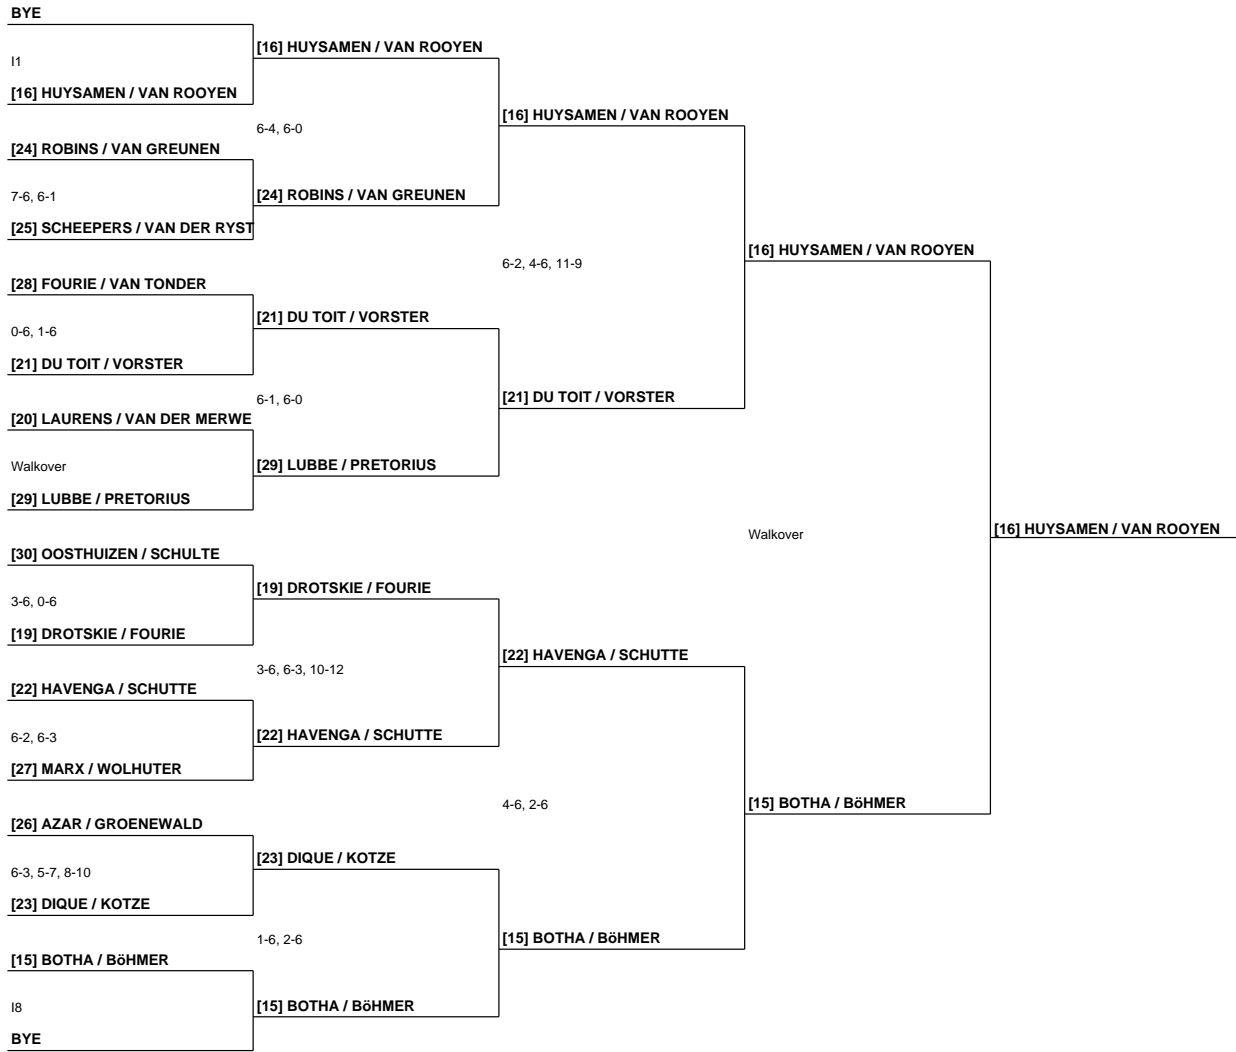 BYE
[16] HUYSAMEN / VAN ROOYEN
I1
[16] HUYSAMEN / VAN ROOYEN
[16] HUYSAMEN / VAN ROOYEN
6-4, 6-0
[24] ROBINS / VAN GREUNEN
7-6, 6-1
[24] ROBINS / VAN GREUNEN
[25] SCHEEPERS / VAN DER RYST
[16] HUYSAMEN / VAN ROOYEN
6-2, 4-6, 11-9
[28] FOURIE / VAN TONDER
[21] DU TOIT / VORSTER
0-6, 1-6
[21] DU TOIT / VORSTER
[21] DU TOIT / VORSTER
6-1, 6-0
[20] LAURENS / VAN DER MERWE
Walkover
[29] LUBBE / PRETORIUS
[29] LUBBE / PRETORIUS
Walkover
[16] HUYSAMEN / VAN ROOYEN
[30] OOSTHUIZEN / SCHULTE
[19] DROTSKIE / FOURIE
3-6, 0-6
[19] DROTSKIE / FOURIE
[22] HAVENGA / SCHUTTE
3-6, 6-3, 10-12
[22] HAVENGA / SCHUTTE
6-2, 6-3
[22] HAVENGA / SCHUTTE
[27] MARX / WOLHUTER
4-6, 2-6
[15] BOTHA / BöHMER
[26] AZAR / GROENEWALD
[23] DIQUE / KOTZE
6-3, 5-7, 8-10
[23] DIQUE / KOTZE
1-6, 2-6
[15] BOTHA / BöHMER
[15] BOTHA / BöHMER
I8
[15] BOTHA / BöHMER
BYE